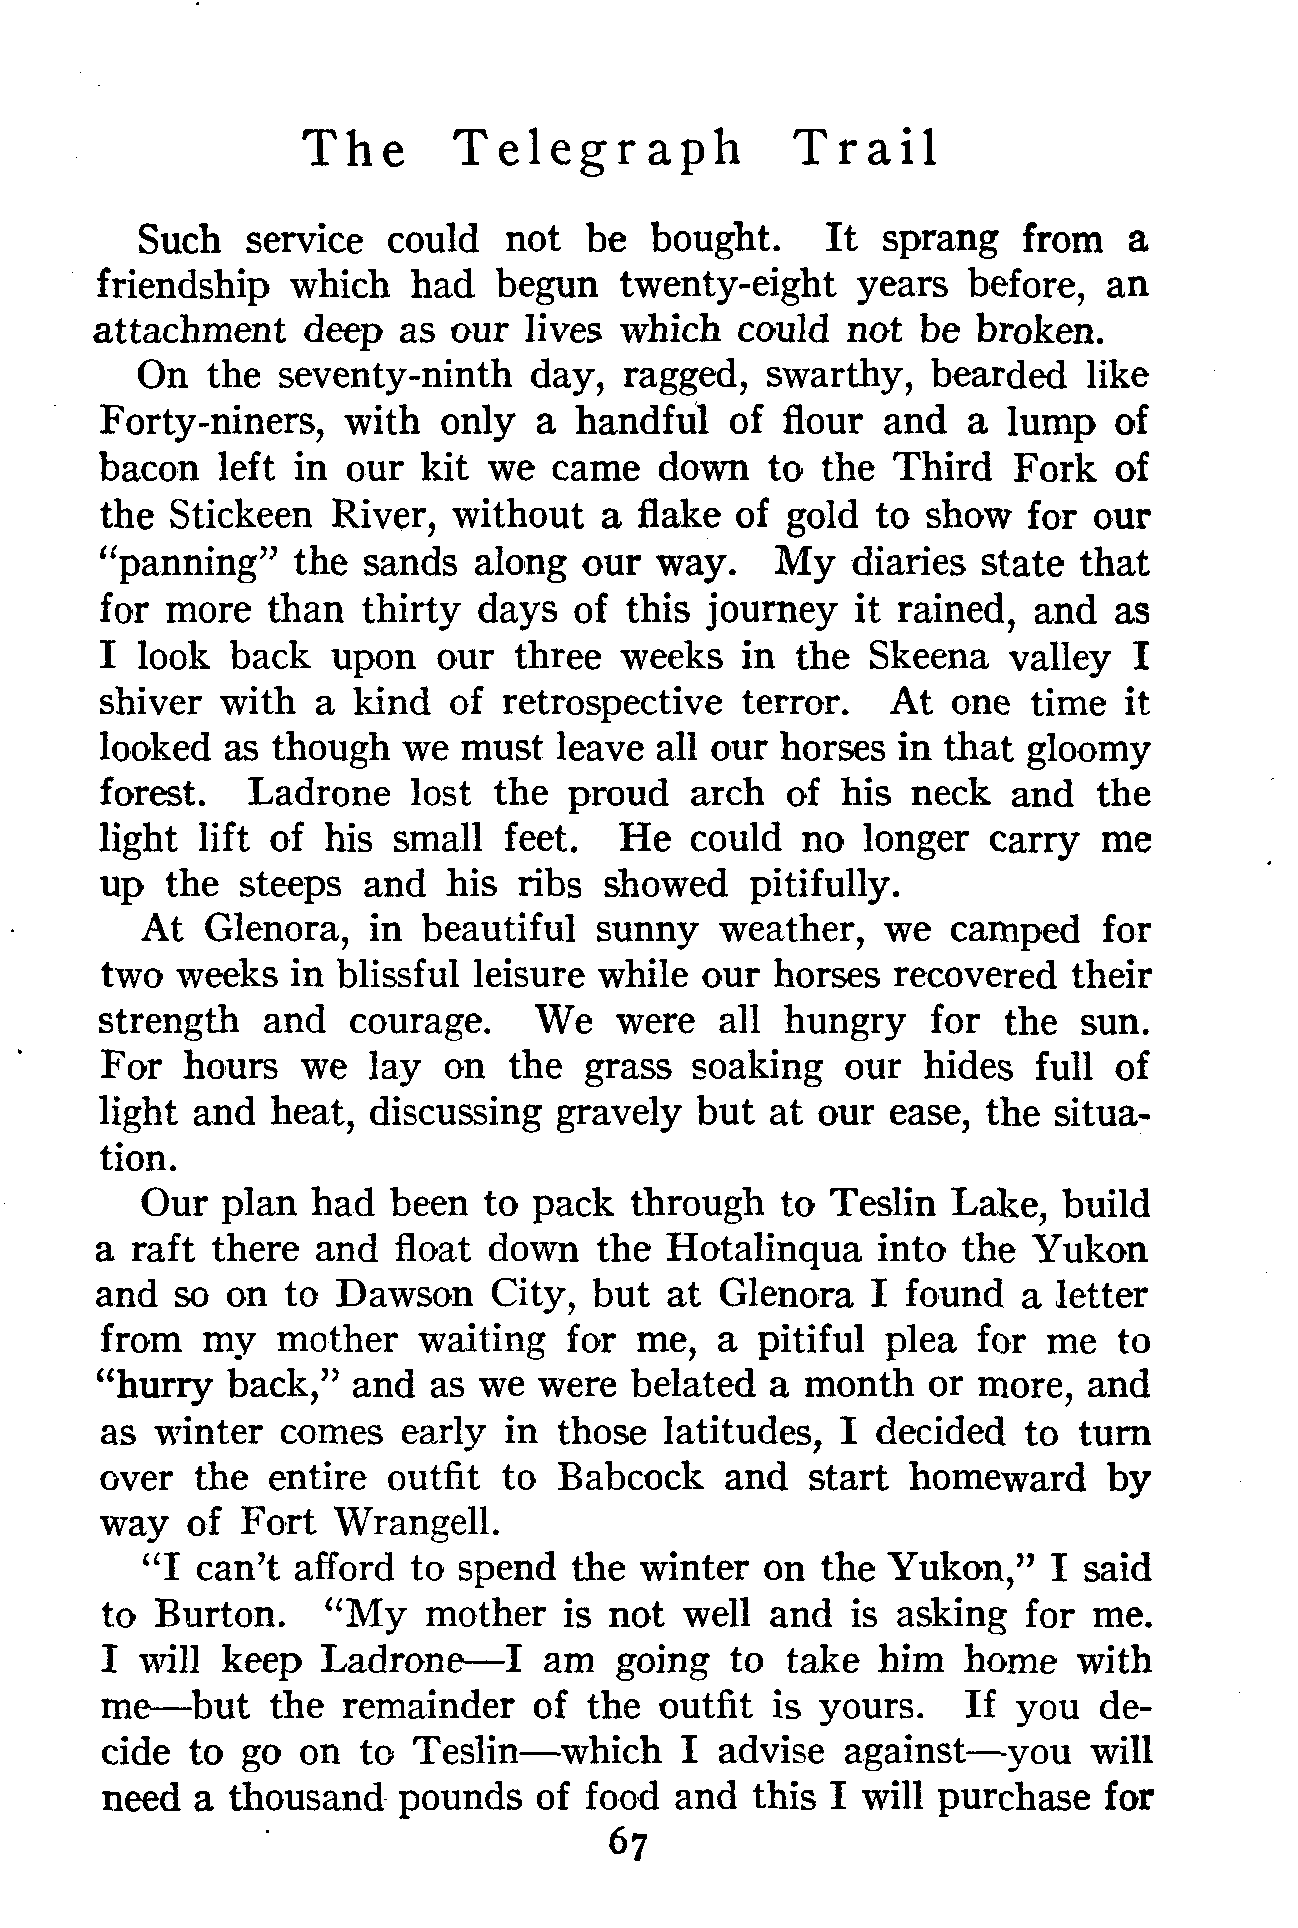 The Telegraph Trail
Such service could not be bought. It sprang from a
friendship which had begun twenty-eight years before, an
attachment deep as our lives which could not be broken.
On the seventy-ninth day, ragged, swarthy, bearded like
Forty-niners, with only a handful of flour and a lump of
bacon left in our kit we came down to the Third Fork of
the Stickeen River, without a flake of gold to show for our
“panning” the sands along our way. My diaries state that
for more than thirty days of this journey it rained, and as
I look back upon our three weeks in the Skeena valley I
shiver with a kind of retrospective terror. At one time it
looked as though we must leave all our horses in that gloomy
forest. Ladrone lost the proud arch of his neck and the
light lift of his small feet. He could no longer carry me
up the steeps and his ribs showed pitifully.
At Glenora, in beautiful sunny weather, we camped for
two weeks in blissful leisure while our horses recovered their
strength and courage. We were all hungry for the sun.
For hours we lay on the grass soaking our hides full of
light and heat, discussing gravely but at our ease, the situa-
tion.
Our plan had been to pack through to Teslin Lake, build
a raft there and float down the Hotalinqua into the Yukon
and so on to Dawson City, but at Glenora I found a letter
from my mother waiting for me, a pitiful plea for me to
“hurry back,” and as we were belated a month or more, and
as winter comes early in those latitudes, I decided to turn
over the entire outfit to Babcock and start homeward by
way of Fort Wrangell.
“I can’t afford to spend the winter on the Yukon,” I said
to Burton. “My mother is not well and is asking for me.
I will keep Ladrone—I am going to take him home with
me—but the remainder of the outfit is yours. If you de-
cide to go on to Teslin—which I advise against—you will
need a thousand pounds of food and this I will purchase for
67